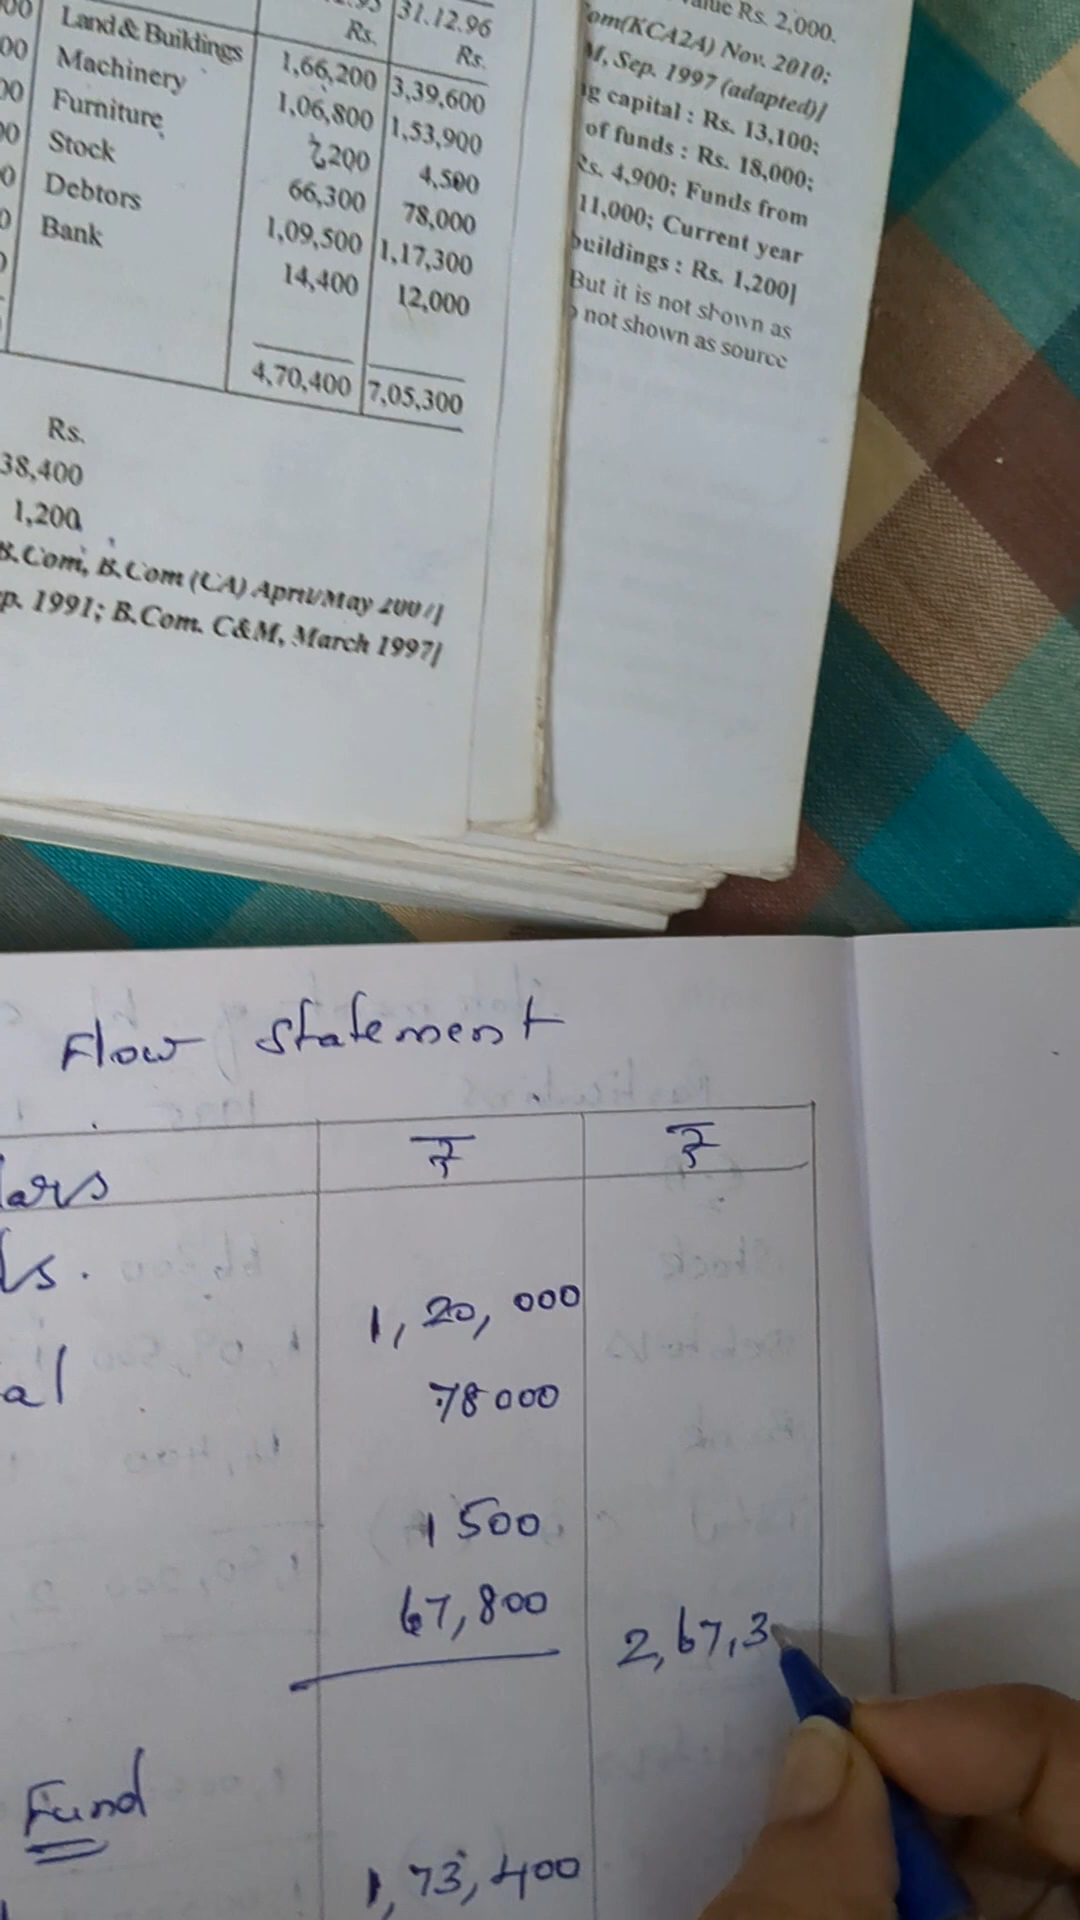 31.12.96
Rs. Rs.
Land & Buildings 1,66,200 3,39,600
Machinery 1,06,800 1,53,900
Furniture 7,200 4,500
Stock 66,300 78,000
Debtors 1,09,500 1,17,300
Bank 14,400 12,000
4,70,400 7,05,300
Rs.
38,400
1,200
B.Com, B.Com (CA) April/May 2007]
p. 1991; B.Com. C&M, March 1997]
Rs. 2,000.
om(KCA2A) Nov. 2010;
M, Sep. 1997 (adapted)]
g capital : Rs. 13,100;
of funds : Rs. 18,000;
Rs. 4,900; Funds from
11,000; Current year
buildings : Rs. 1,200]
But it is not shown as
not shown as source
Flow Statement
lars ₹ ₹
ds.
1,20,000
al 78000
1500
67,800 2,67,3
Fund
1,73,400